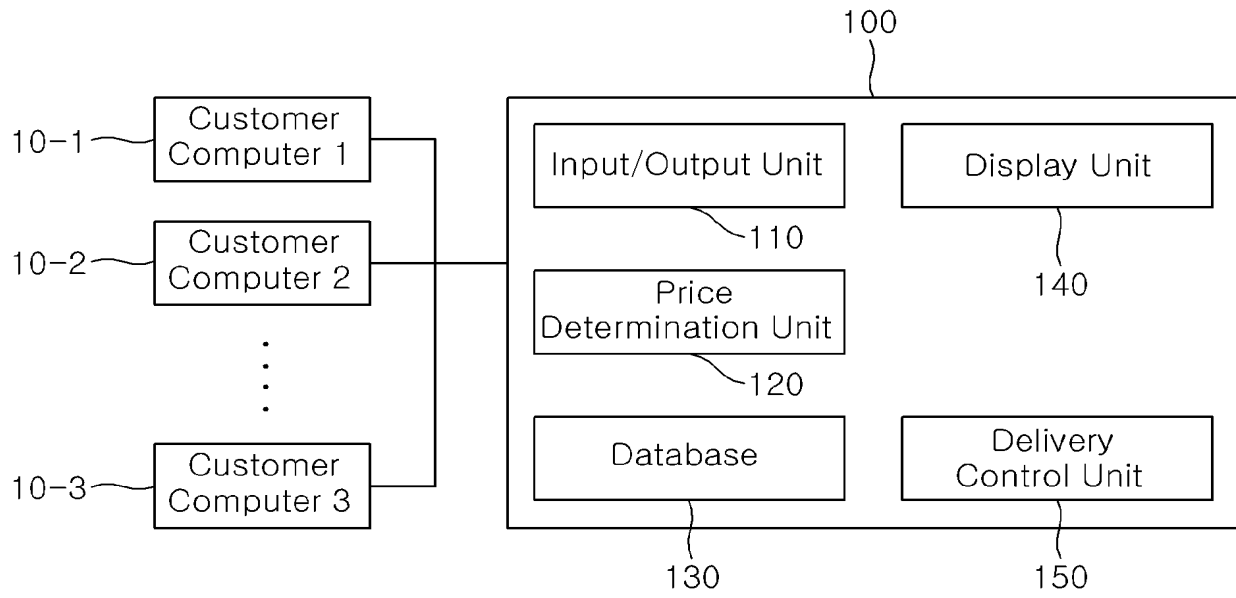 100
10-1
Customer
Computer 1
Input/Output Unit
Display Unit
110
140
10-2
Customer
Computer 2
Price
Determination Unit
120
10-3
Customer
Computer 3
Database
Delivery
Control Unit
130
150